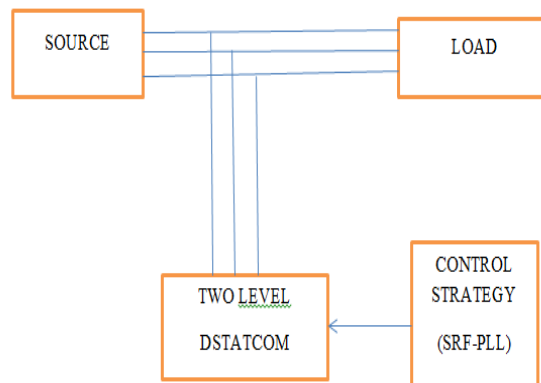 SOURCE
LOAD
TWO LEVEL
DSTATCOM
CONTROL
STRATEGY
(SRF-PLL)